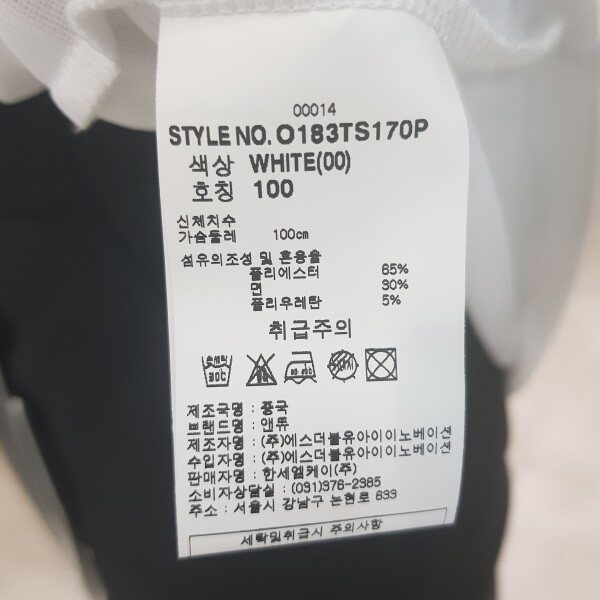 00014
STYLE NO. O183TS170P
색상 WHITE(00)
호칭 100
신체치수
가슴둘레 100cm
섬유의조성 및 혼용율
폴리에스터 65%
면 30%
폴리우레탄 5%
취급주의
제조국명 : 중국
브랜드명 : 앤듀
제조자명 : (주)에스더블유아이이노베이션
수입자명 : (주)에스더블유아이이노베이션
판매자명 : 한세엠케이(주)
소비자상담실 : (031)376-2385
주소 : 서울시 강남구 논현로 633
세탁및취급시 주의사항